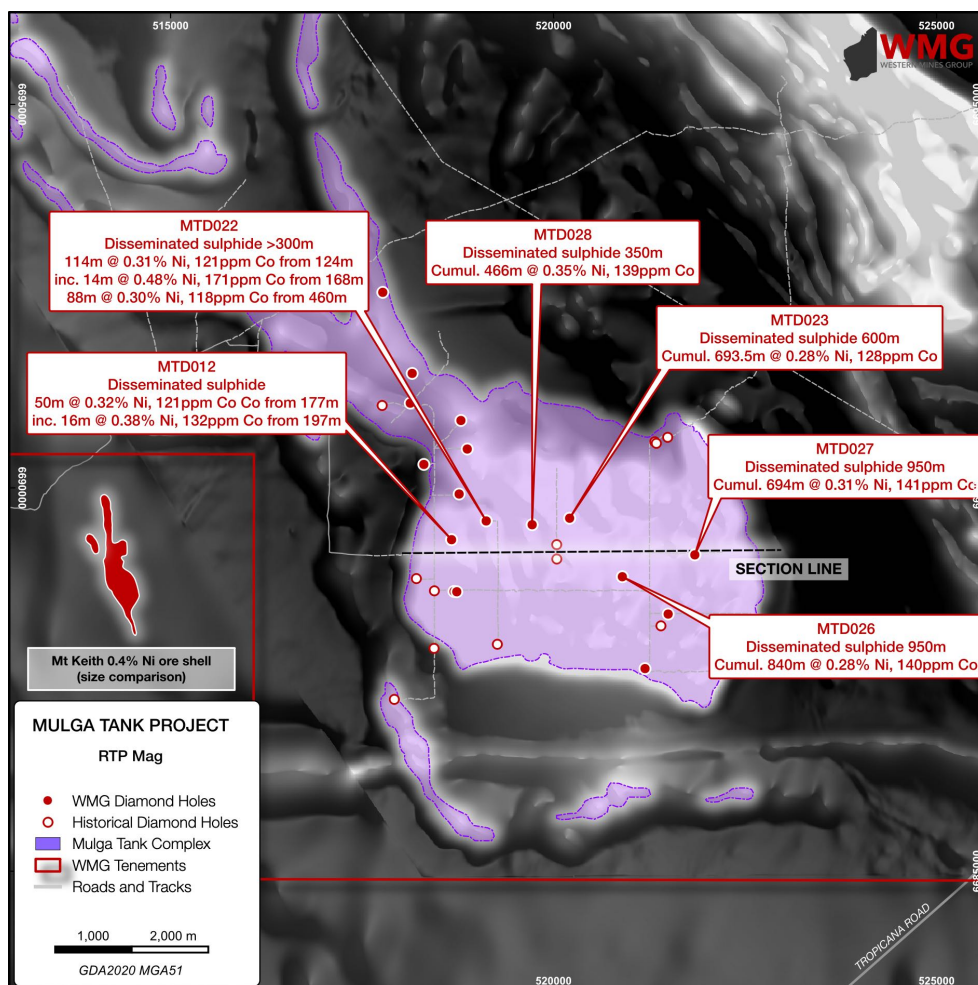 515000
520000
525000
WMG
WESTERN MINES GROUP
6695000
MTD022
Disseminated sulphide >300m
114m @ 0.31% Ni, 121ppm Co from 124m
inc. 14m @ 0.48% Ni, 171ppm Co from 168m
88m @ 0.30% Ni, 118ppm Co from 460m
MTD028
Disseminated sulphide 350m
Cumul. 466m @ 0.35% Ni, 139ppm Co
MTD023
Disseminated sulphide 600m
Cumul. 693.5m @ 0.28% Ni, 128ppm Co
MTD012
Disseminated sulphide
50m @ 0.32% Ni, 121ppm Co Co from 177m
inc. 16m @ 0.38% Ni, 132ppm Co from 197m
MTD027
Disseminated sulphide 950m
Cumul. 694m @ 0.31% Ni, 141ppm Co
6690000
SECTION LINE
MTD026
Disseminated sulphide 950m
Cumul. 840m @ 0.28% Ni, 140ppm Co
Mt Keith 0.4% Ni ore shell
(size comparison)
MULGA TANK PROJECT
RTP Mag
WMG Diamond Holes
Historical Diamond Holes
Mulga Tank Complex
WMG Tenements
Roads and Tracks
1,000 2,000 m
GDA2020 MGA51
6685000
TROPICANA ROAD
520000
525000